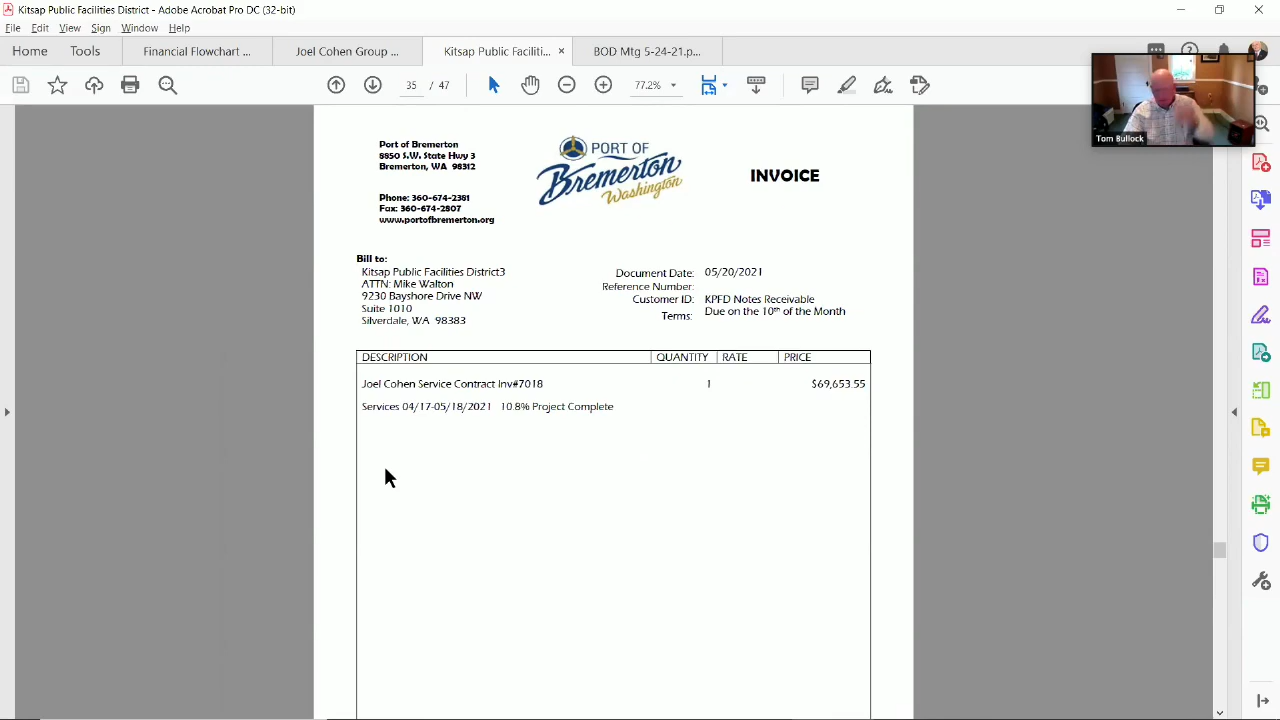 Kitsap Public Facilities District - Adobe Acrobat Pro DC (32-bit)
File Edit View Sign Window Help
Home Tools Financial Flowchart ... Joel Cohen Group ... Kitsap Public Faciliti... × BOD Mtg 5-24-21.p...
35 / 47 77.2%
Tom Bullock
Port of Bremerton
8850 S.W. State Hwy 3
Bremerton, WA 98312
Phone: 360-674-2381
Fax: 360-674-2807
www.portofbremerton.org
PORT OF
Bremerton
Washington
INVOICE
Bill to:
Kitsap Public Facilities District3
ATTN: Mike Walton
9230 Bayshore Drive NW
Suite 1010
Silverdale, WA 98383
Document Date: 05/20/2021
Reference Number:
Customer ID: KPFD Notes Receivable
Terms: Due on the 10th of the Month
DESCRIPTION QUANTITY RATE PRICE
Joel Cohen Service Contract Inv#7018 1 $69,653.55
Services 04/17-05/18/2021 10.8% Project Complete